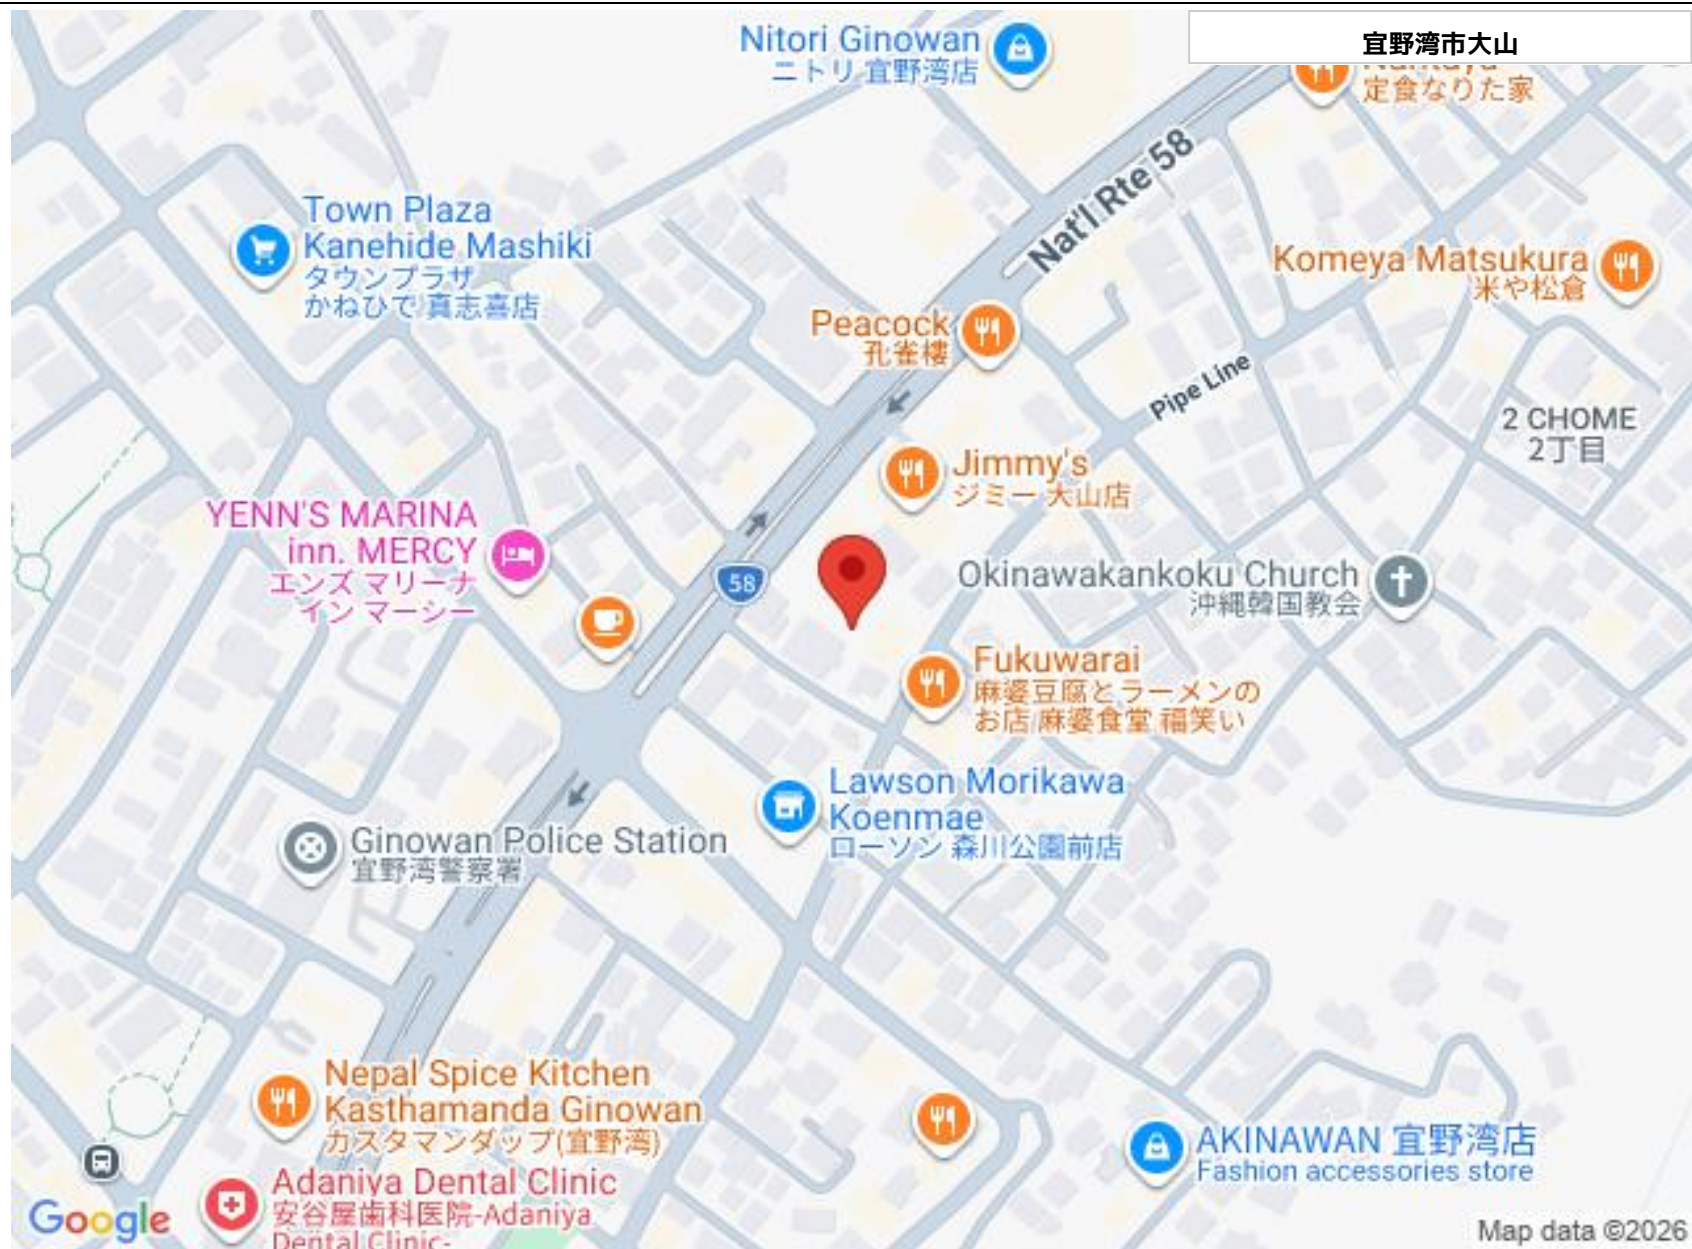 宜野湾市大山
Nitori Ginowan
ニトリ 宜野湾店
定食なりた家
Nat'l Rte 58
Town Plaza
Kanehide Mashiki
タウンプラザ
かねひで 真志喜店
Komeya Matsukura
米や松倉
Peacock
孔雀樓
Pipe Line
2 CHOME
2丁目
Jimmy's
ジミー 大山店
YENN'S MARINA
inn. MERCY
エンズ マリーナ
イン マーシー
58
Okinawakankoku Church
沖縄韓国教会
Fukuwarai
麻婆豆腐とラーメンの
お店 麻婆食堂 福笑い
Lawson Morikawa
Koenmae
ローソン 森川公園前店
Ginowan Police Station
宜野湾警察署
Nepal Spice Kitchen
Kasthamanda Ginowan
カスタマンダップ(宜野湾)
AKINAWAN 宜野湾店
Fashion accessories store
Adaniya Dental Clinic
安谷屋歯科医院-Adaniya
Dental Clinic-
Google
Map data ©2026